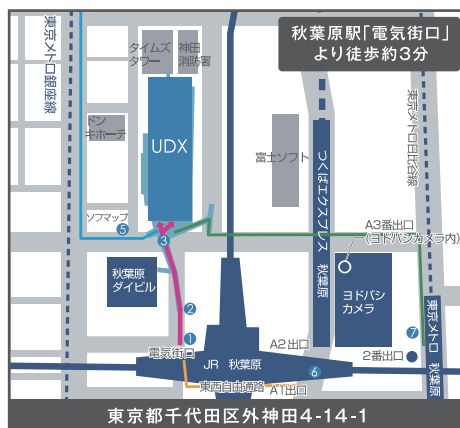 秋葉原駅「電気街口」
より徒歩約3分
東京メトロ銀座線
タイムズ
タワー
神田
消防署
UDX
ドン
キホーテ
富士ソフト
つくばエクスプレス 秋葉原
東京メトロ日比谷線
ソフマップ
5
3
A3番出口
(ヨドバシカメラ内)
秋葉原
ダイビル
ヨドバシ
カメラ
2
1
電気街口
A2出口
7
2番出口
東京メトロ 秋葉原
JR 秋葉原
6
東西自由通路
A1出口
東京都千代田区外神田4-14-1